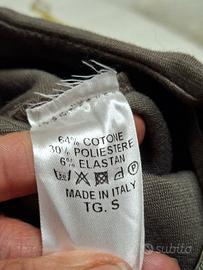 64% COTONE
30% POLIESTERE
6% ELASTAN
MADE IN ITALY
TG. S
subito